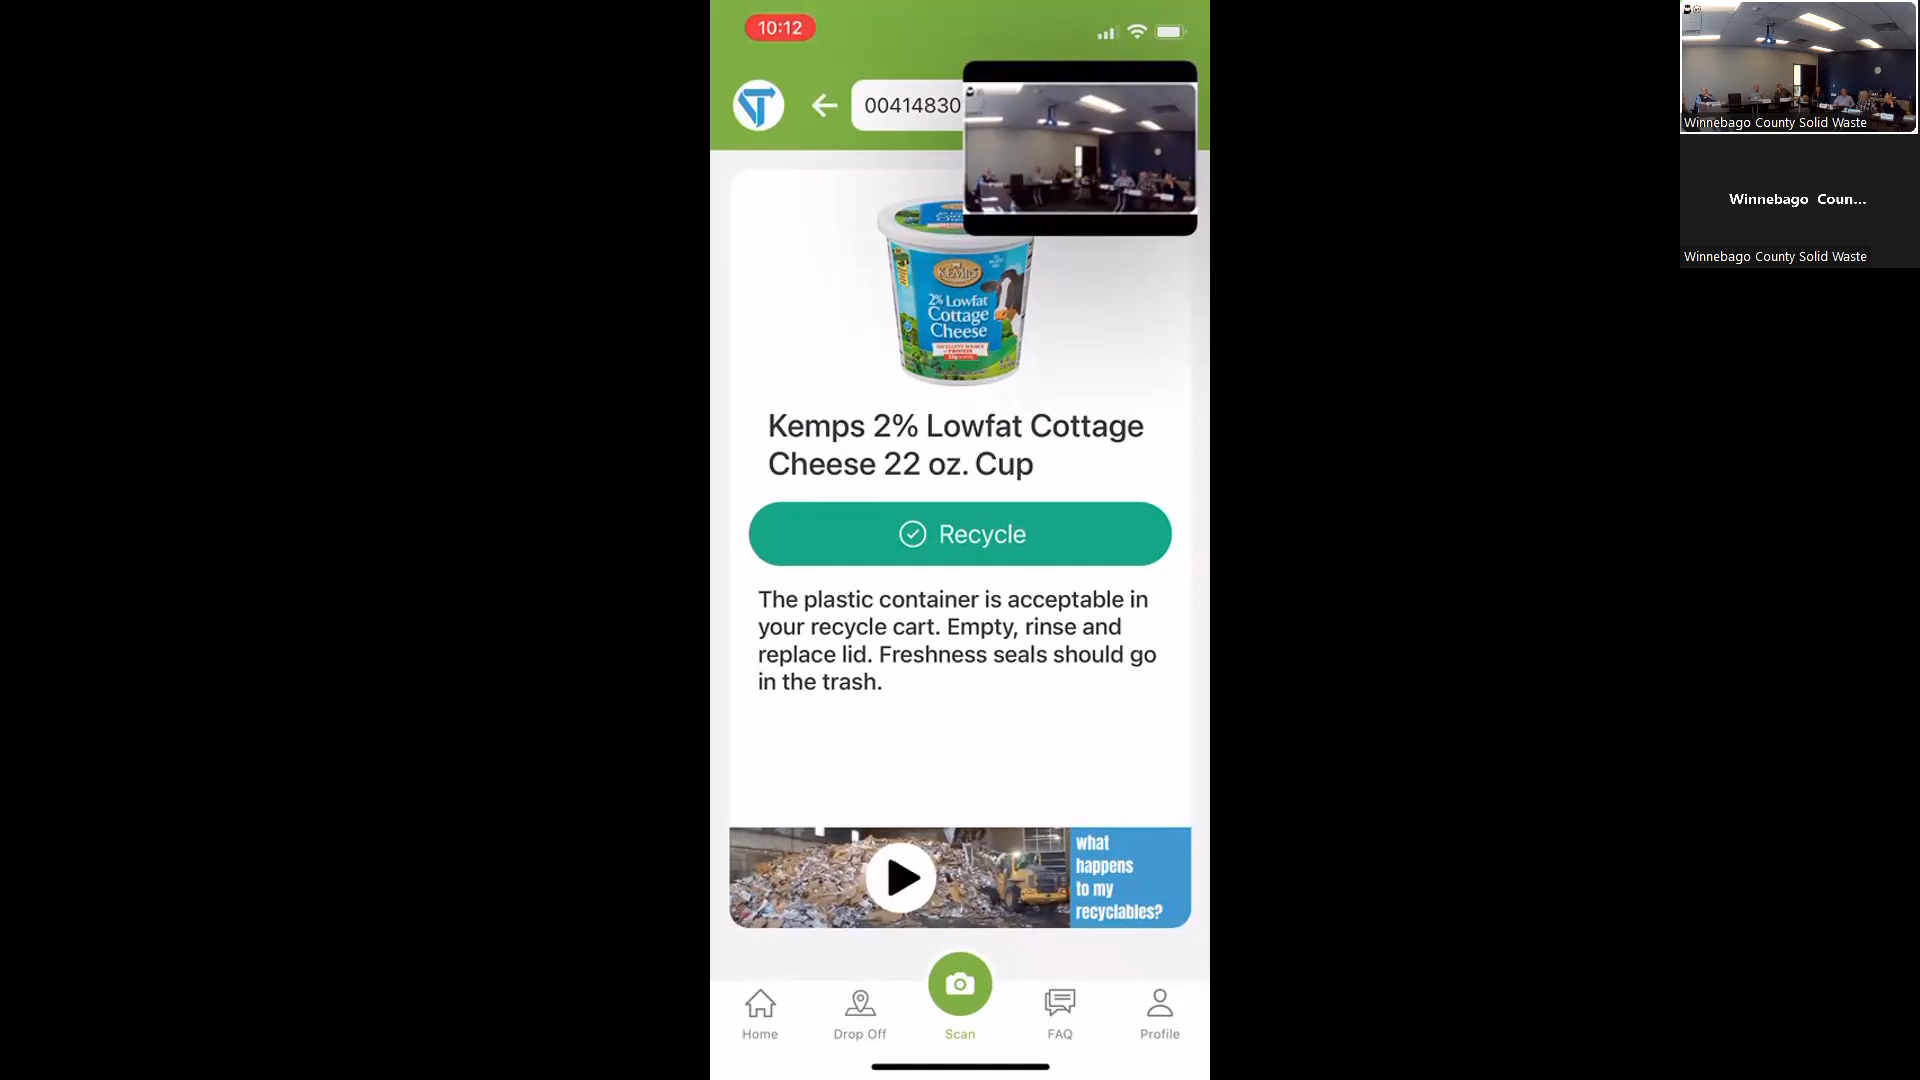 10:12
00414830
KEMPS
2% Lowfat
Cottage
Cheese
Kemps 2% Lowfat Cottage
Cheese 22 oz. Cup
Recycle
The plastic container is acceptable in
your recycle cart. Empty, rinse and
replace lid. Freshness seals should go
in the trash.
what
happens
to my
recyclables?
Home
Drop Off
Scan
FAQ
Profile
Winnebago County Solid Waste
Winnebago Coun...
Winnebago County Solid Waste